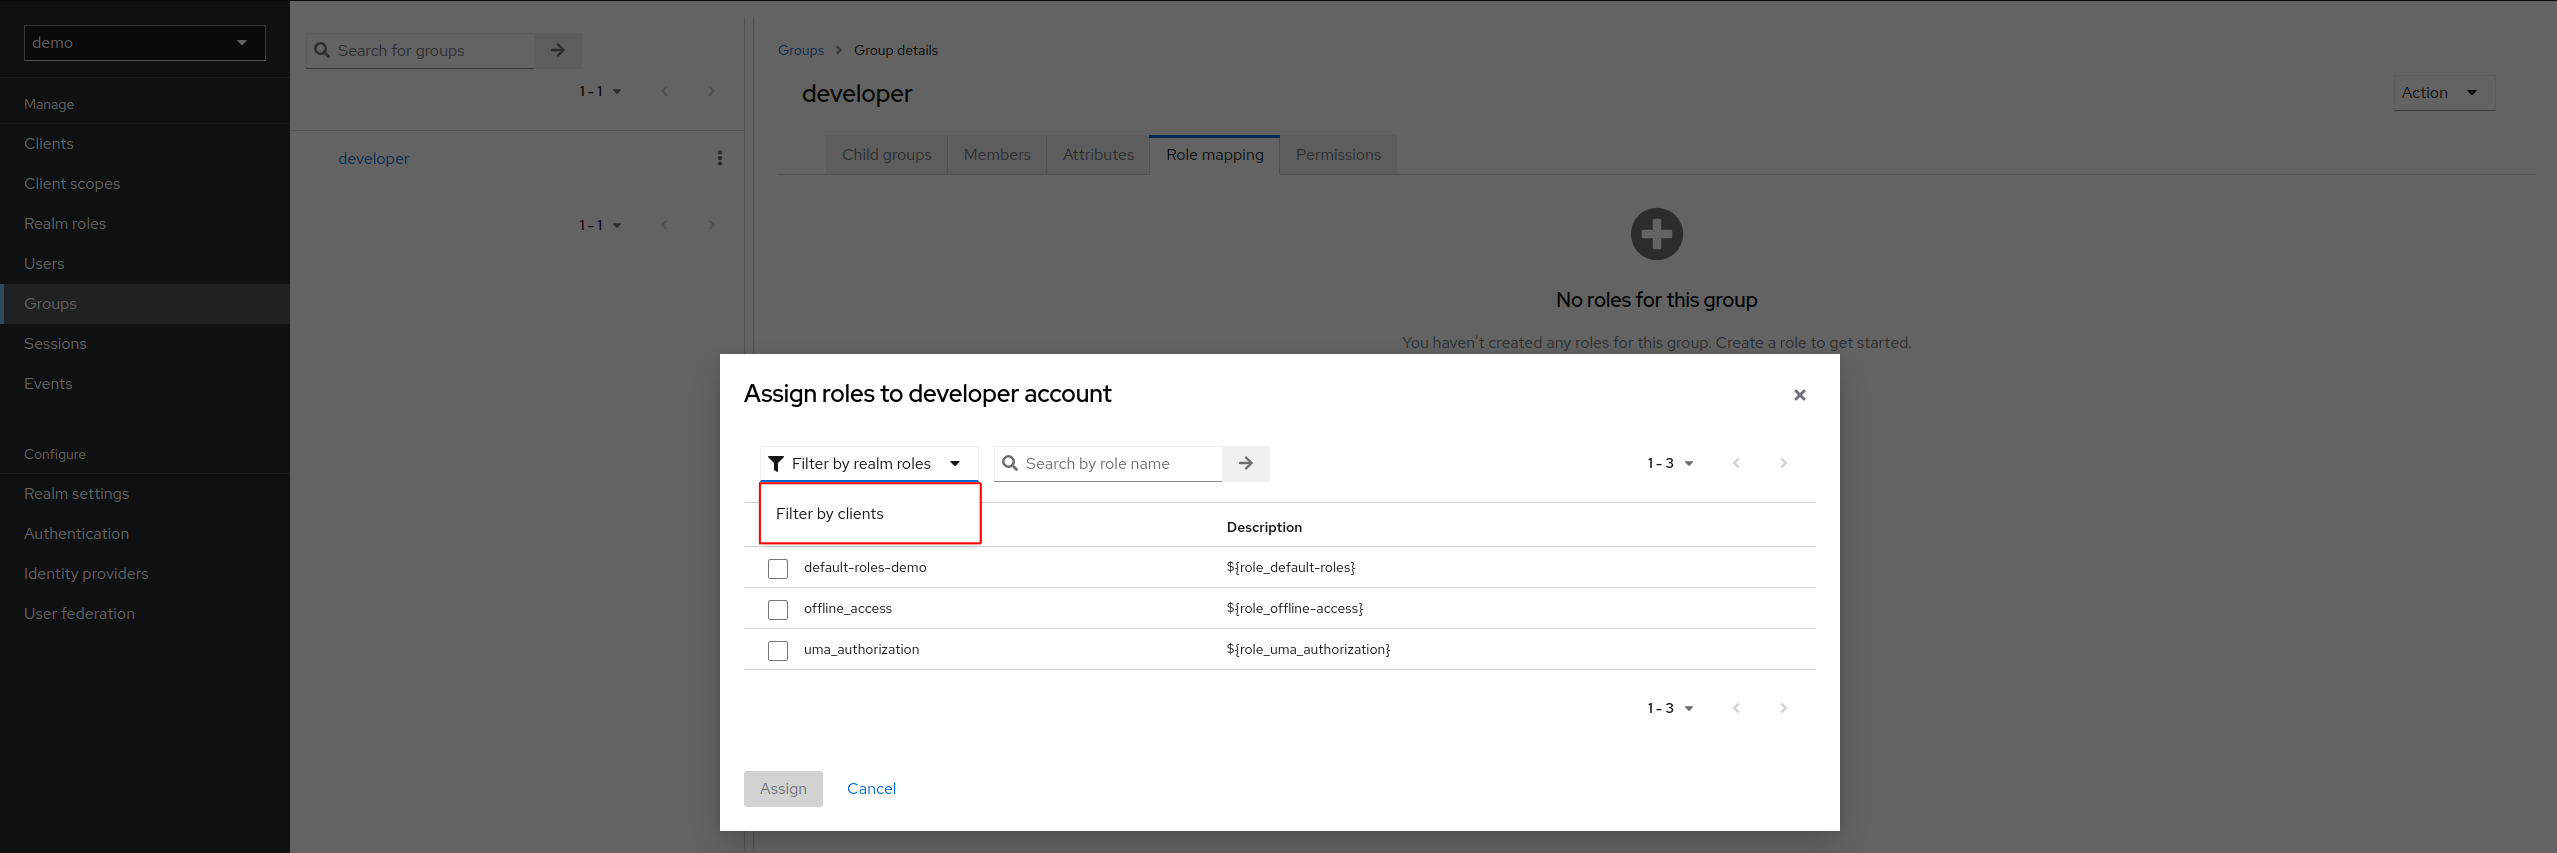 demo
Manage
Clients
Client scopes
Realm roles
Users
Groups
Sessions
Events
Configure
Realm settings
Authentication
Identity providers
User federation
Search for groups
1 - 1
developer
1 - 1
Groups > Group details
developer
Action
Child groups Members Attributes Role mapping Permissions
No roles for this group
You haven't created any roles for this group. Create a role to get started.
Assign roles to developer account
Filter by realm roles Search by role name 1 - 3
Filter by clients
Description
default-roles-demo ${role_default-roles}
offline_access ${role_offline-access}
uma_authorization ${role_uma_authorization}
1 - 3
Assign Cancel